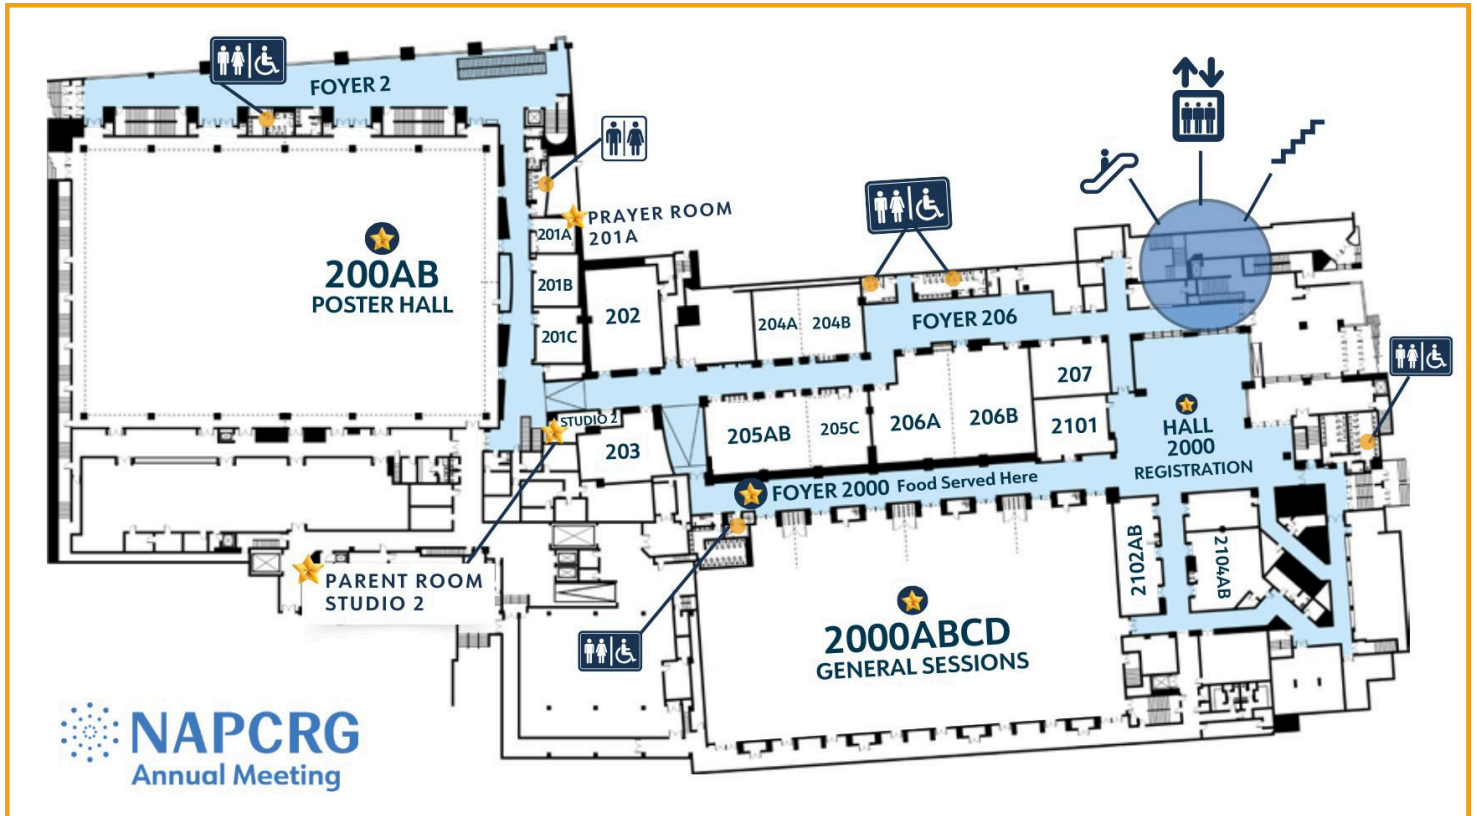 FOYER 2
PRAYER ROOM
201A
201A
200AB
POSTER HALL
201B
202
201C
204A
204B
FOYER 206
207
STUDIO 2
203
205AB
205C
206A
206B
2101
HALL
2000
REGISTRATION
FOYER 2000 Food Served Here
2102AB
2104AB
PARENT ROOM
STUDIO 2
2000ABCD
GENERAL SESSIONS
NAPCRG
Annual Meeting